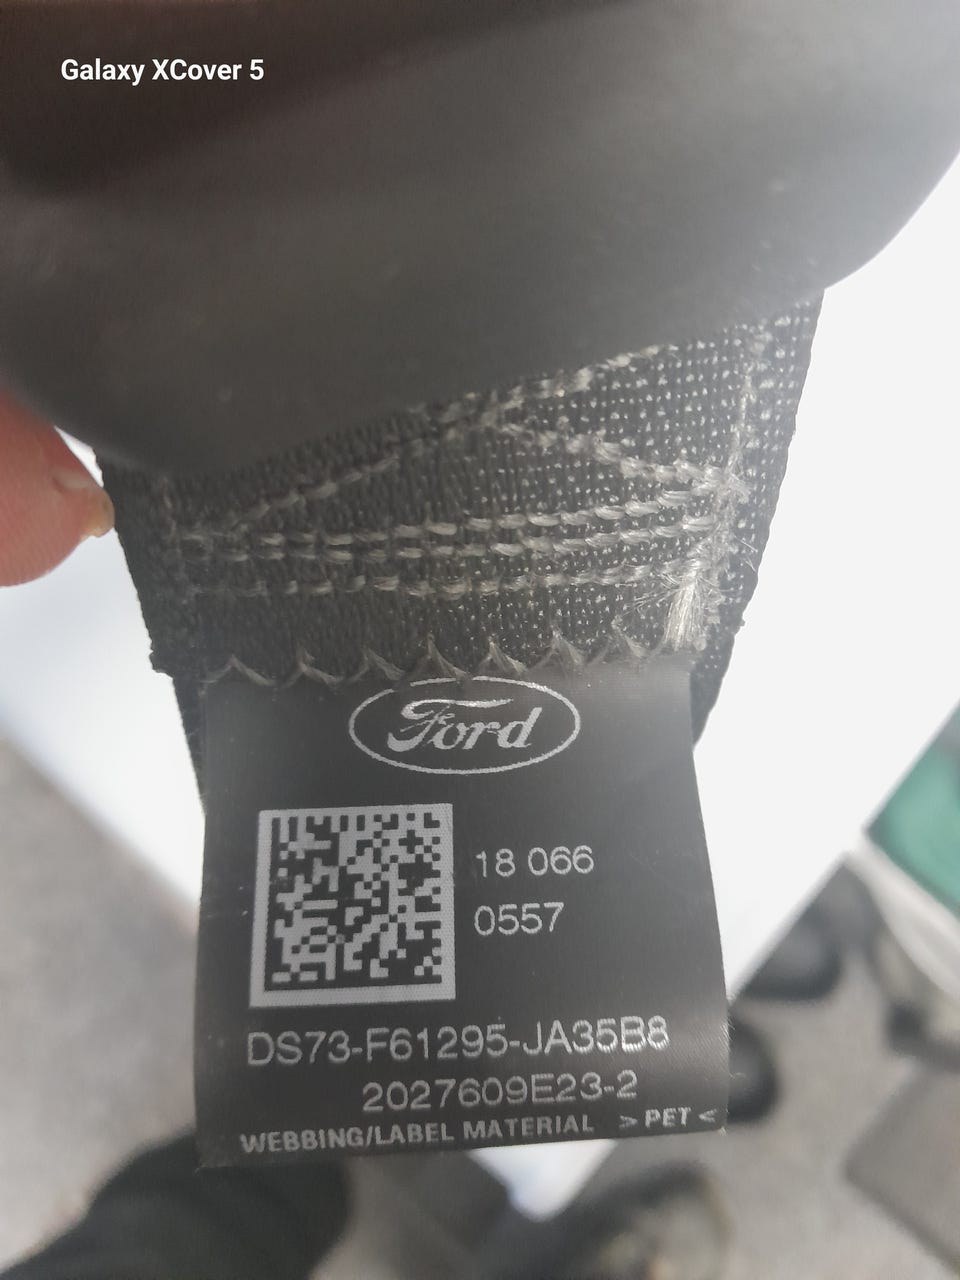 Galaxy XCover 5
Ford
18 066
0557
DS73-F61295-JA35B8
2027609E23-2
WEBBING/LABEL MATERIAL > PET <